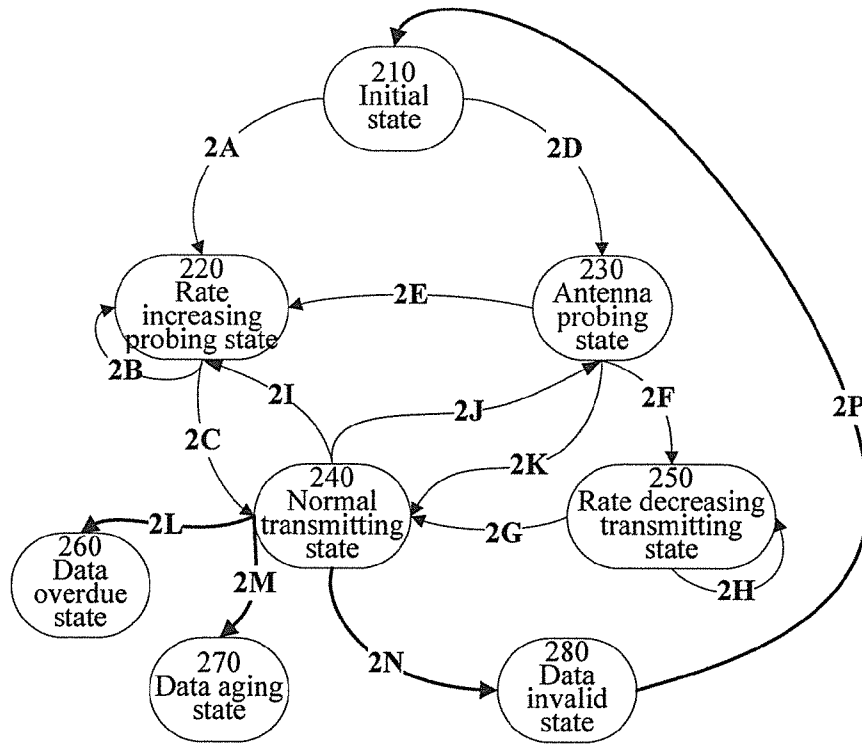 210
Initial
state
2A
2D
220
Rate
increasing
probing state
230
Antenna
probing
state
2E
2B
2I
2J
2F
2P
2C
2K
240
Normal
transmitting
state
250
Rate decreasing
transmitting
state
2L
2G
260
Data
overdue
state
2M
2H
270
Data aging
state
2N
280
Data
invalid
state